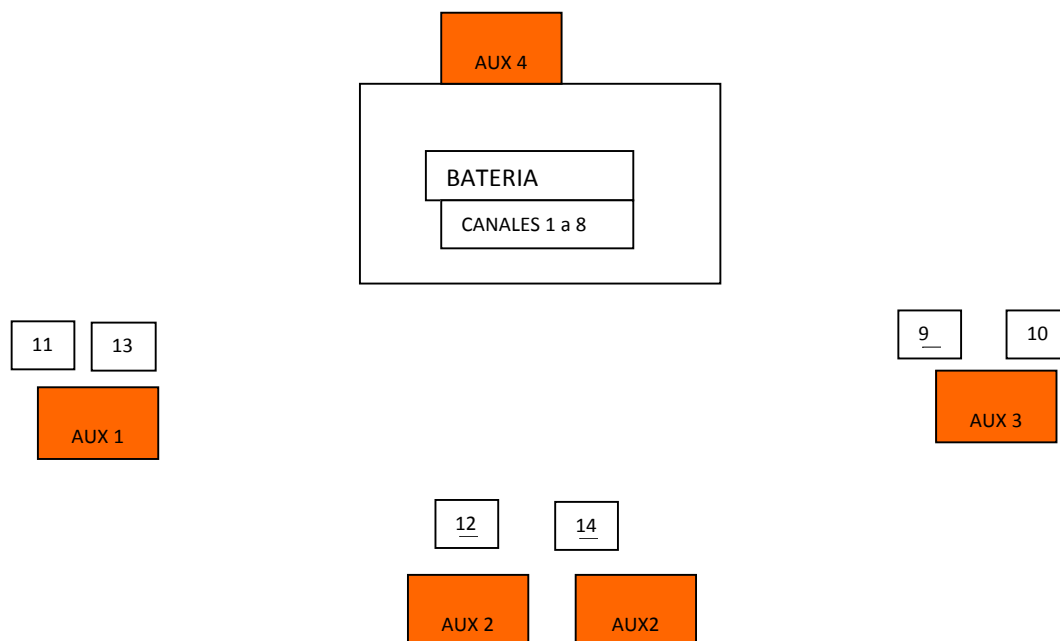 AUX 4
BATERIA
CANALES 1 a 8
11
13
9
10
AUX 1
AUX 3
12
14
AUX 2
AUX2